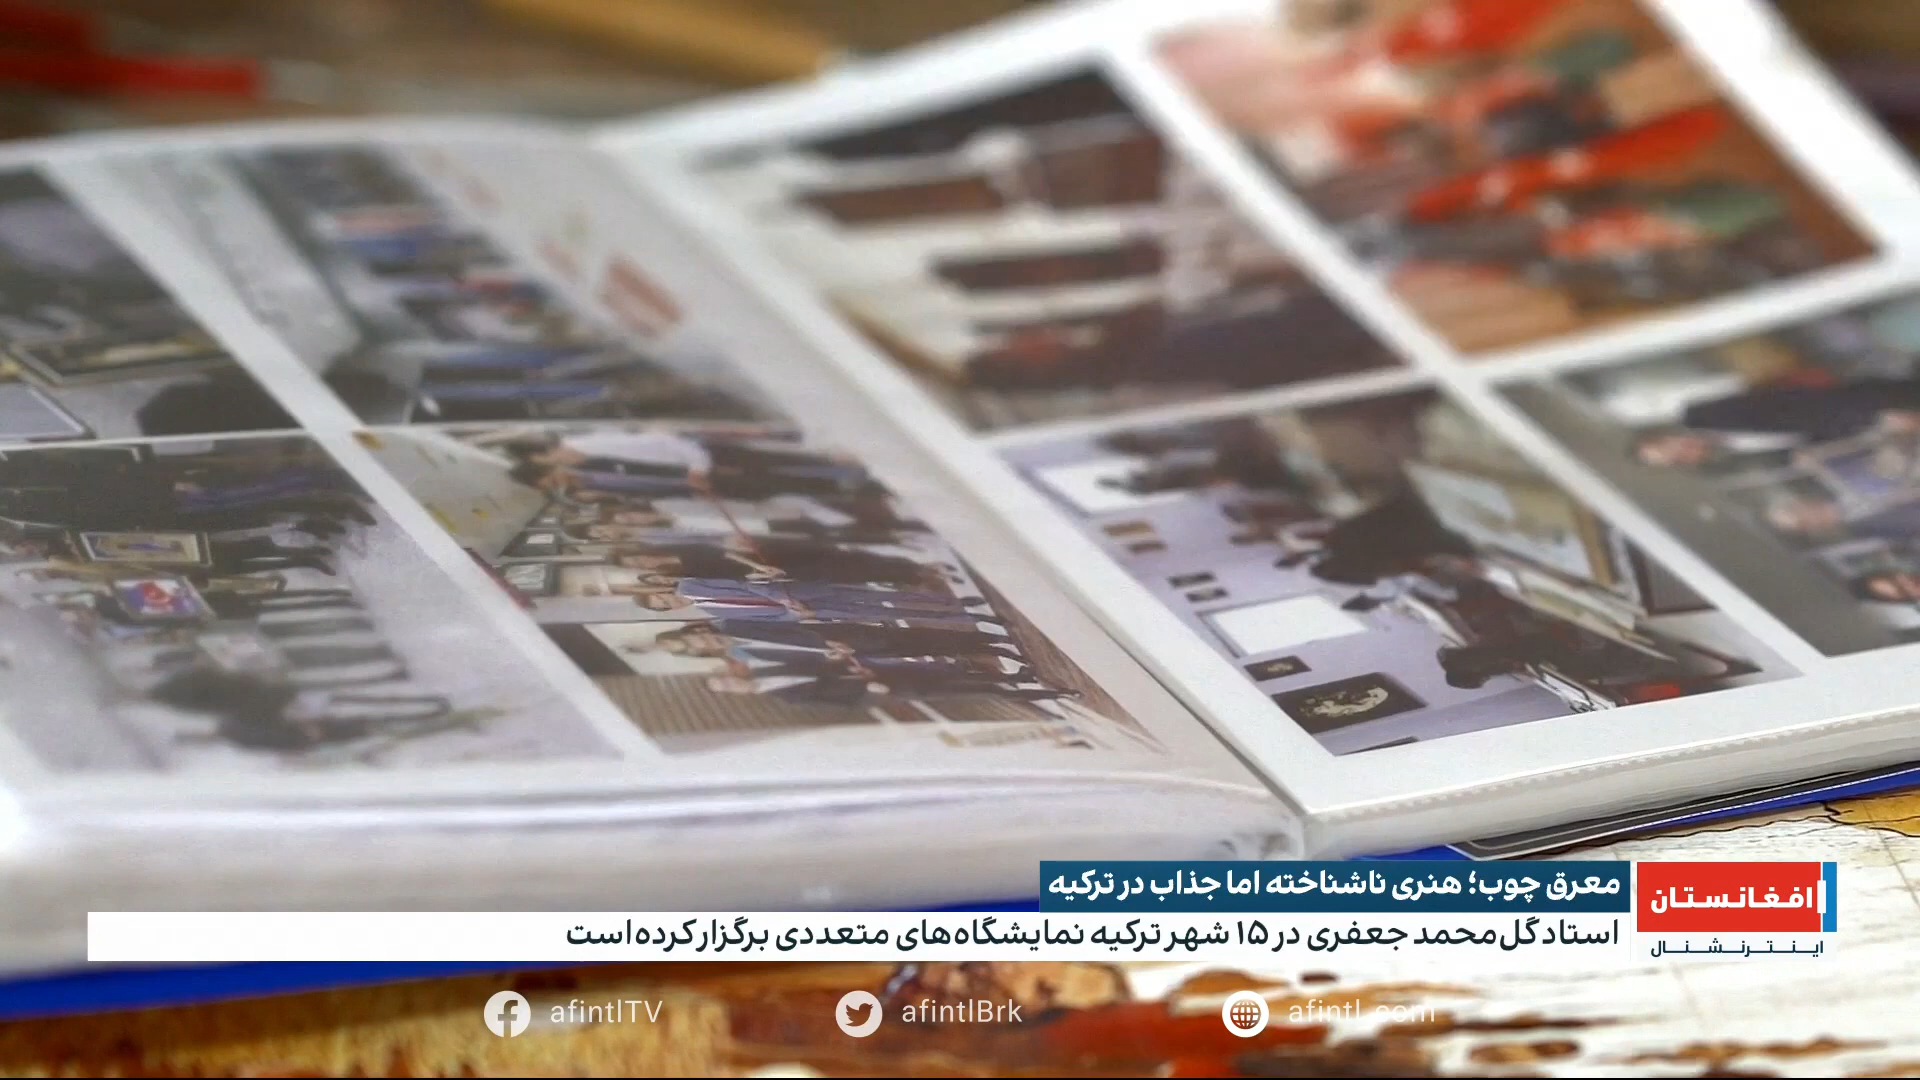 معرق چوب؛ هنری ناشناخته اما جذاب در ترکیه
استاد گل‌محمد جعفری در ۱۵ شهر ترکیه نمایشگاه‌های متعددی برگزار کرده است
افغانستان
اینترنشنال
afintlTV
afintlBrk
afintl.com